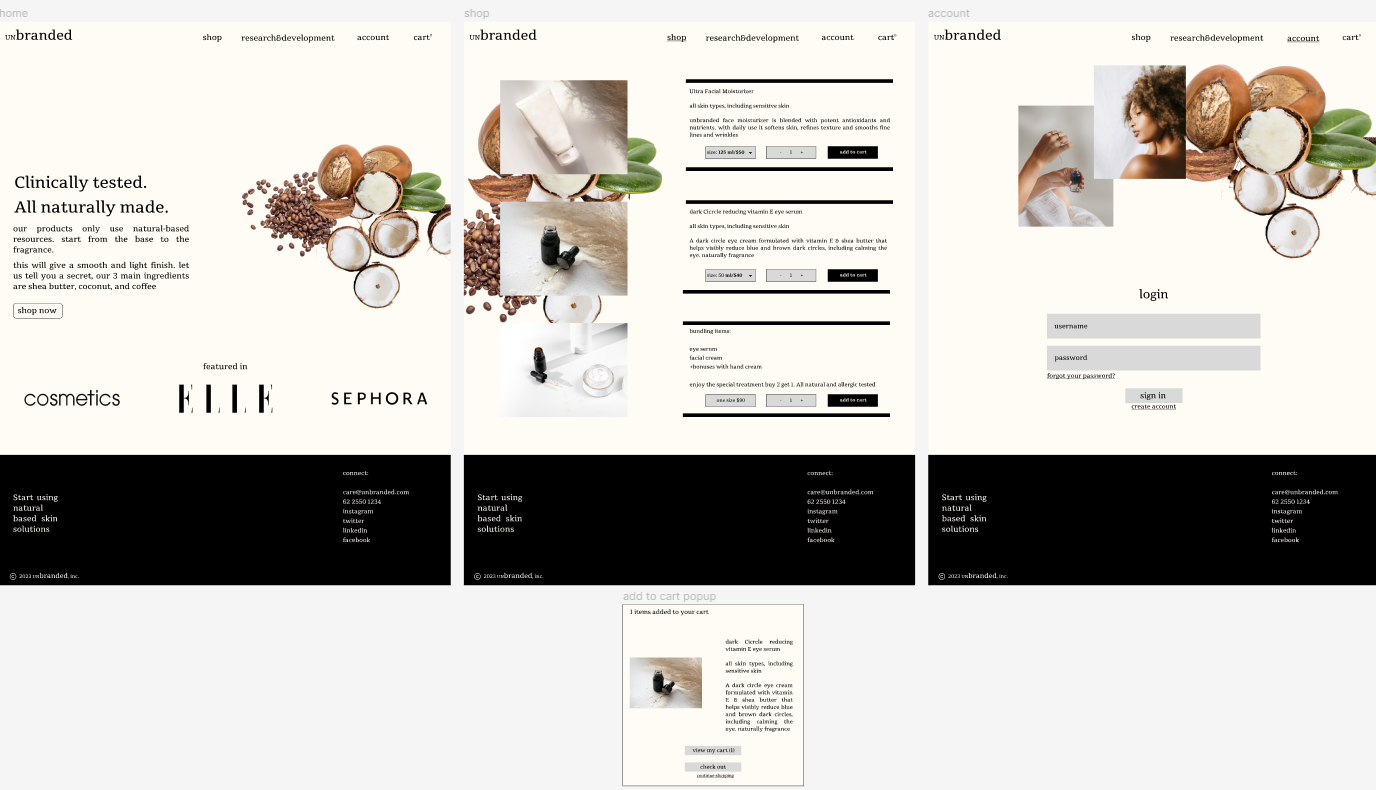 home
UNbranded
shop research&development account cart°
Clinically tested.
All naturally made.
our products only use natural-based
resources. start from the base to the
fragrance.
this will give a smooth and light finish. let
us tell you a secret, our 3 main ingredients
are shea butter, coconut, and coffee
shop now
featured in
cosmetics
ELLE
SEPHORA
Start using
natural
based skin
solutions
connect:
care@unbranded.com
62 2550 1234
instagram
twitter
linkedin
facebook
© 2023 UNbranded, inc.
shop
UNbranded
shop research&development account cart°
Ultra Facial Moisturizer
all skin types, including sensitive skin
unbranded face moisturizer is blended with potent antioxidants and
nutrients. with daily use it softens skin, refines texture and smooths fine
lines and wrinkles
size: 125 ml/$50 - 1 + add to cart
dark Cicrcle reducing vitamin E eye serum
all skin types, including sensitive skin
A dark circle eye cream formulated with vitamin E & shea butter that
helps visibly reduce blue and brown dark circles, including calming the
eye. naturally fragrance
size: 50 ml/$40 - 1 + add to cart
bundling items:
eye serum
facial cream
+bonuses with hand cream
enjoy the special treatment buy 2 get 1. All natural and allergic tested
one size $90 - 1 + add to cart
Start using
natural
based skin
solutions
connect:
care@unbranded.com
62 2550 1234
instagram
twitter
linkedin
facebook
© 2023 UNbranded, inc.
account
UNbranded
shop research&development account cart°
login
username
password
forgot your password?
sign in
create account
Start using
natural
based skin
solutions
connect:
care@unbranded.com
62 2550 1234
instagram
twitter
linkedin
facebook
© 2023 UNbranded, inc.
add to cart popup
1 items added to your cart
dark Cicrcle reducing
vitamin E eye serum
all skin types, including
sensitive skin
A dark circle eye cream
formulated with vitamin
E & shea butter that
helps visibly reduce blue
and brown dark circles,
including calming the
eye. naturally fragrance
view my cart (1)
check out
continue shopping